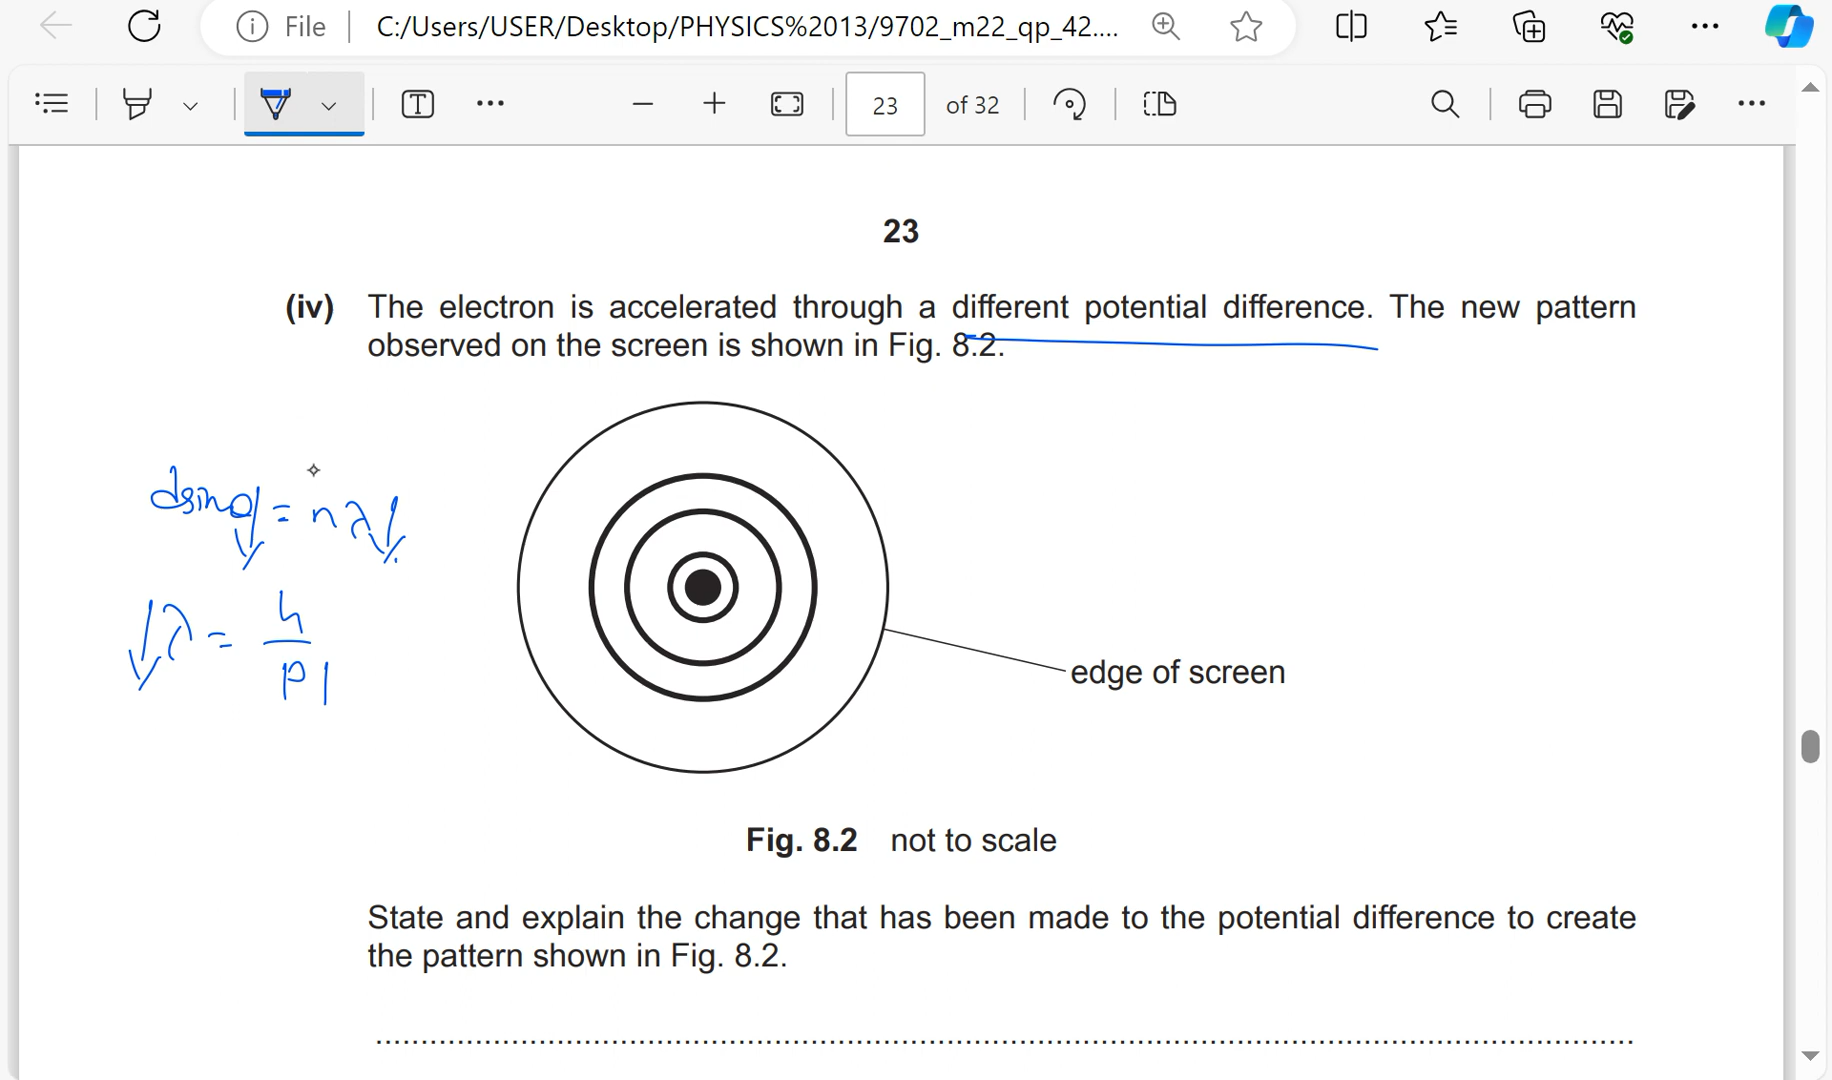 File C:/Users/USER/Desktop/PHYSICS%2013/9702_m22_qp_42....
23 of 32
23
(iv) The electron is accelerated through a different potential difference. The new pattern
observed on the screen is shown in Fig. 8.2.
dsinθ = nλ
λ = h
p
edge of screen
Fig. 8.2 not to scale
State and explain the change that has been made to the potential difference to create
the pattern shown in Fig. 8.2.